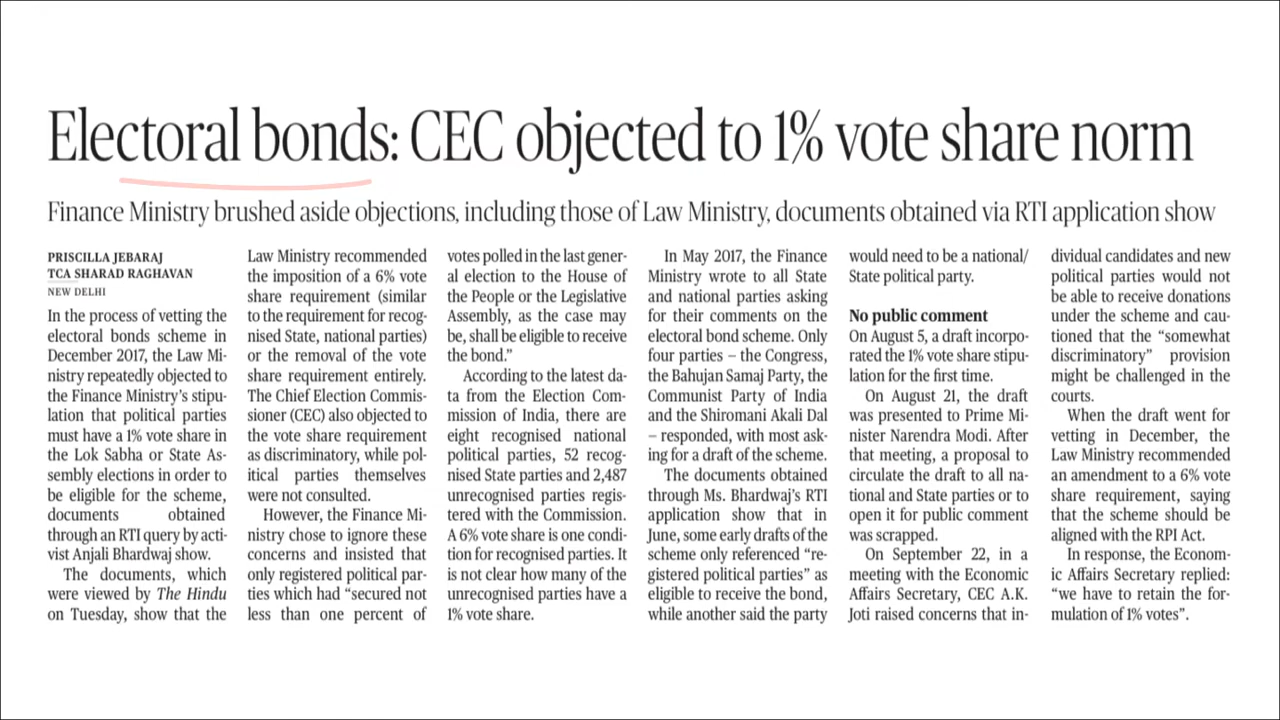 Electoral bonds: CEC objected to 1% vote share norm
Finance Ministry brushed aside objections, including those of Law Ministry, documents obtained via RTI application show
PRISCILLA JEBARAJ
TCA SHARAD RAGHAVAN
NEW DELHI
In the process of vetting the
electoral bonds scheme in
December 2017, the Law Mi-
nistry repeatedly objected to
the Finance Ministry's stipu-
lation that political parties
must have a 1% vote share in
the Lok Sabha or State As-
sembly elections in order to
be eligible for the scheme,
documents obtained
through an RTI query by acti-
vist Anjali Bhardwaj show.
The documents, which
were viewed by The Hindu
on Tuesday, show that the
Law Ministry recommended
the imposition of a 6% vote
share requirement (similar
to the requirement for recog-
nised State, national parties)
or the removal of the vote
share requirement entirely.
The Chief Election Commis-
sioner (CEC) also objected to
the vote share requirement
as discriminatory, while pol-
itical parties themselves
were not consulted.
However, the Finance Mi-
nistry chose to ignore these
concerns and insisted that
only registered political par-
ties which had “secured not
less than one percent of
votes polled in the last gener-
al election to the House of
the People or the Legislative
Assembly, as the case may
be, shall be eligible to receive
the bond.”
According to the latest da-
ta from the Election Com-
mission of India, there are
eight recognised national
political parties, 52 recog-
nised State parties and 2,487
unrecognised parties regis-
tered with the Commission.
A 6% vote share is one condi-
tion for recognised parties. It
is not clear how many of the
unrecognised parties have a
1% vote share.
In May 2017, the Finance
Ministry wrote to all State
and national parties asking
for their comments on the
electoral bond scheme. Only
four parties – the Congress,
the Bahujan Samaj Party, the
Communist Party of India
and the Shiromani Akali Dal
– responded, with most ask-
ing for a draft of the scheme.
The documents obtained
through Ms. Bhardwaj's RTI
application show that in
June, some early drafts of the
scheme only referenced “re-
gistered political parties” as
eligible to receive the bond,
while another said the party
would need to be a national/
State political party.
No public comment
On August 5, a draft incorpo-
rated the 1% vote share stipu-
lation for the first time.
On August 21, the draft
was presented to Prime Mi-
nister Narendra Modi. After
that meeting, a proposal to
circulate the draft to all na-
tional and State parties or to
open it for public comment
was scrapped.
On September 22, in a
meeting with the Economic
Affairs Secretary, CEC A.K.
Joti raised concerns that in-
dividual candidates and new
political parties would not
be able to receive donations
under the scheme and cau-
tioned that the “somewhat
discriminatory” provision
might be challenged in the
courts.
When the draft went for
vetting in December, the
Law Ministry recommended
an amendment to a 6% vote
share requirement, saying
that the scheme should be
aligned with the RPI Act.
In response, the Econom-
ic Affairs Secretary replied:
“we have to retain the for-
mulation of 1% votes”.